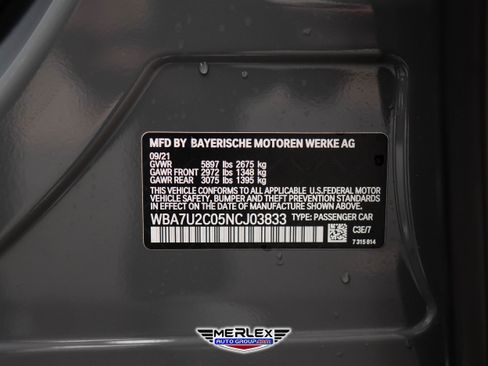 MFD BY BAYERISCHE MOTOREN WERKE AG
09/21
GVWR 5897 lbs 2675 kg
GAWR FRONT 2972 lbs 1348 kg
GAWR REAR 3075 lbs 1395 kg
THIS VEHICLE CONFORMS TO ALL APPLICABLE U.S.FEDERAL MOTOR
VEHICLE SAFETY, BUMPER, AND THEFT PREVENTION STANDARDS
IN EFFECT ON THE DATE OF MANUFACTURE SHOWN ABOVE.
WBA7U2C05NCJ03833 TYPE: PASSENGER CAR
C3E/7
7 315 814
MERLEX
AUTO GROUP.COM